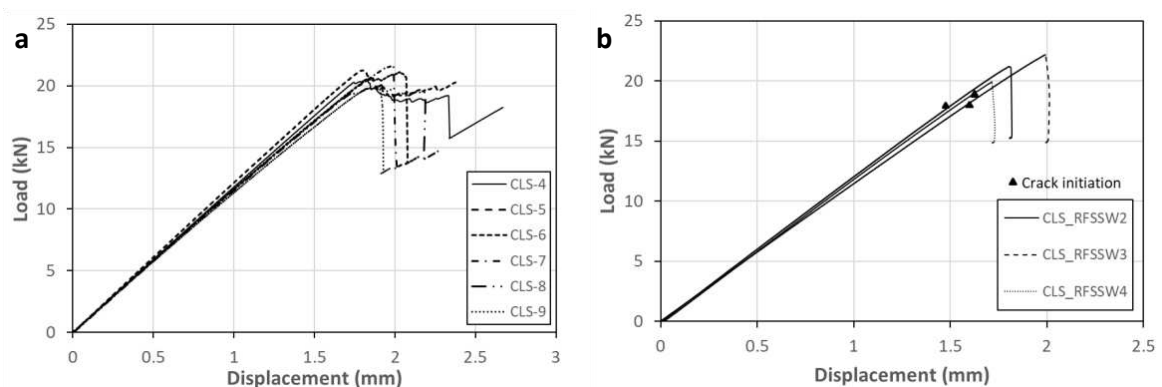 a
25
20
15
10
5
0
Load (kN)
0 0.5 1 1.5 2 2.5 3
Displacement (mm)
CLS-4
CLS-5
CLS-6
CLS-7
CLS-8
CLS-9
b
25
20
15
10
5
0
Load (kN)
0 0.5 1 1.5 2 2.5
Displacement (mm)
Crack initiation
CLS_RFSSW2
CLS_RFSSW3
CLS_RFSSW4